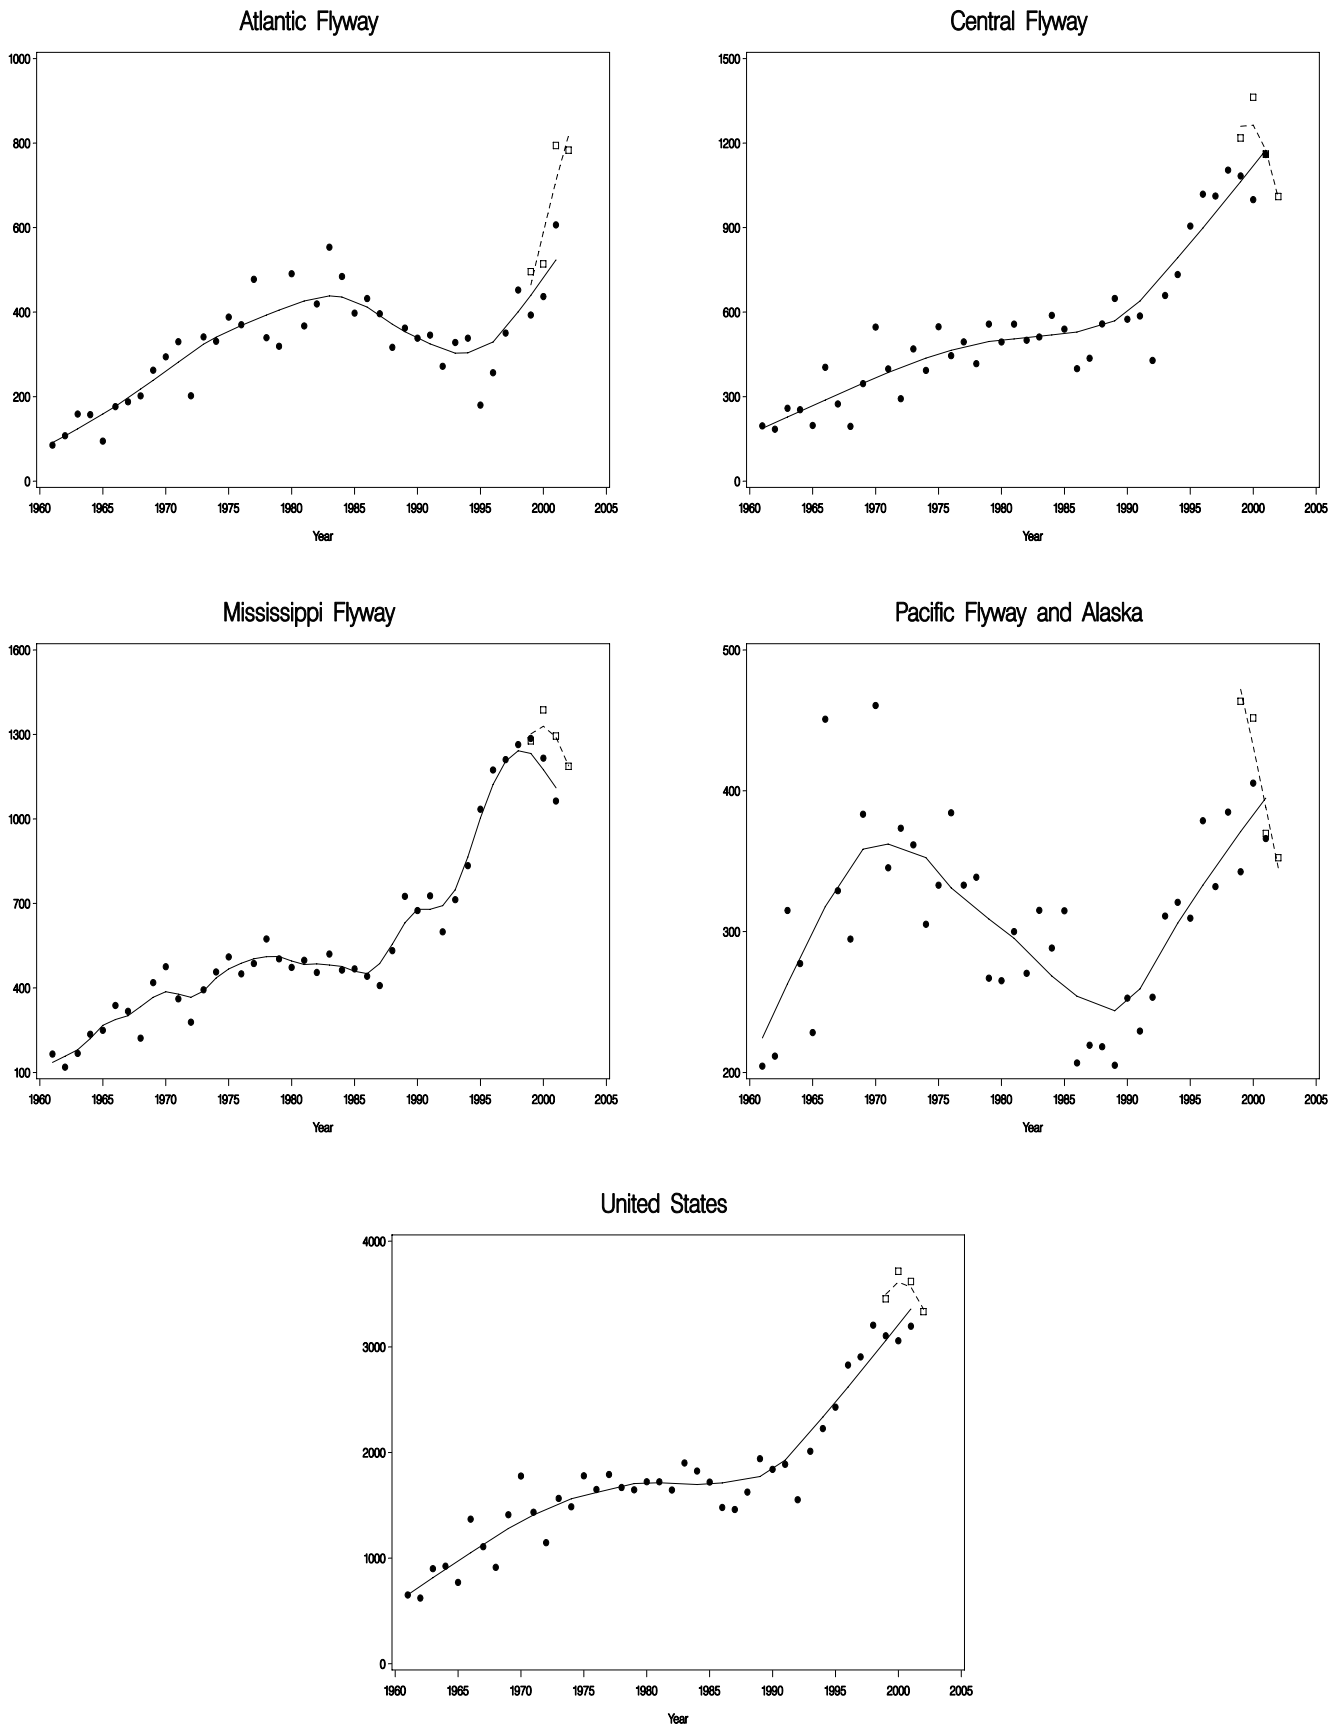 Atlantic Flyway
1000
800
600
400
200
0
1960 1965 1970 1975 1980 1985 1990 1995 2000 2005
Year
Central Flyway
1500
1200
900
600
300
0
1960 1965 1970 1975 1980 1985 1990 1995 2000 2005
Year
Mississippi Flyway
1600
1300
1000
700
400
100
1960 1965 1970 1975 1980 1985 1990 1995 2000 2005
Year
Pacific Flyway and Alaska
500
400
300
200
1960 1965 1970 1975 1980 1985 1990 1995 2000 2005
Year
United States
4000
3000
2000
1000
0
1960 1965 1970 1975 1980 1985 1990 1995 2000 2005
Year